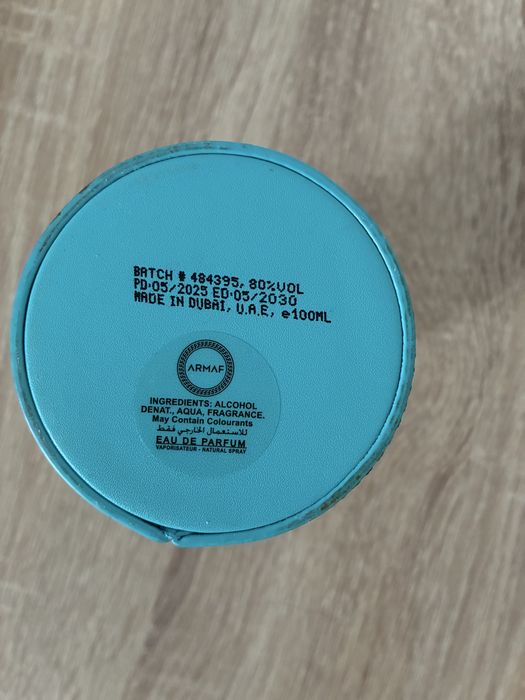 BATCH # 484395, 80%VOL
PD:05/2025 ED:05/2030
MADE IN DUBAI, U.A.E, e100ML
ARMAF
INGREDIENTS: ALCOHOL
DENAT., AQUA, FRAGRANCE.
May Contain Colourants
للاستعمال الخارجي فقط
EAU DE PARFUM
VAPORISATEUR - NATURAL SPRAY